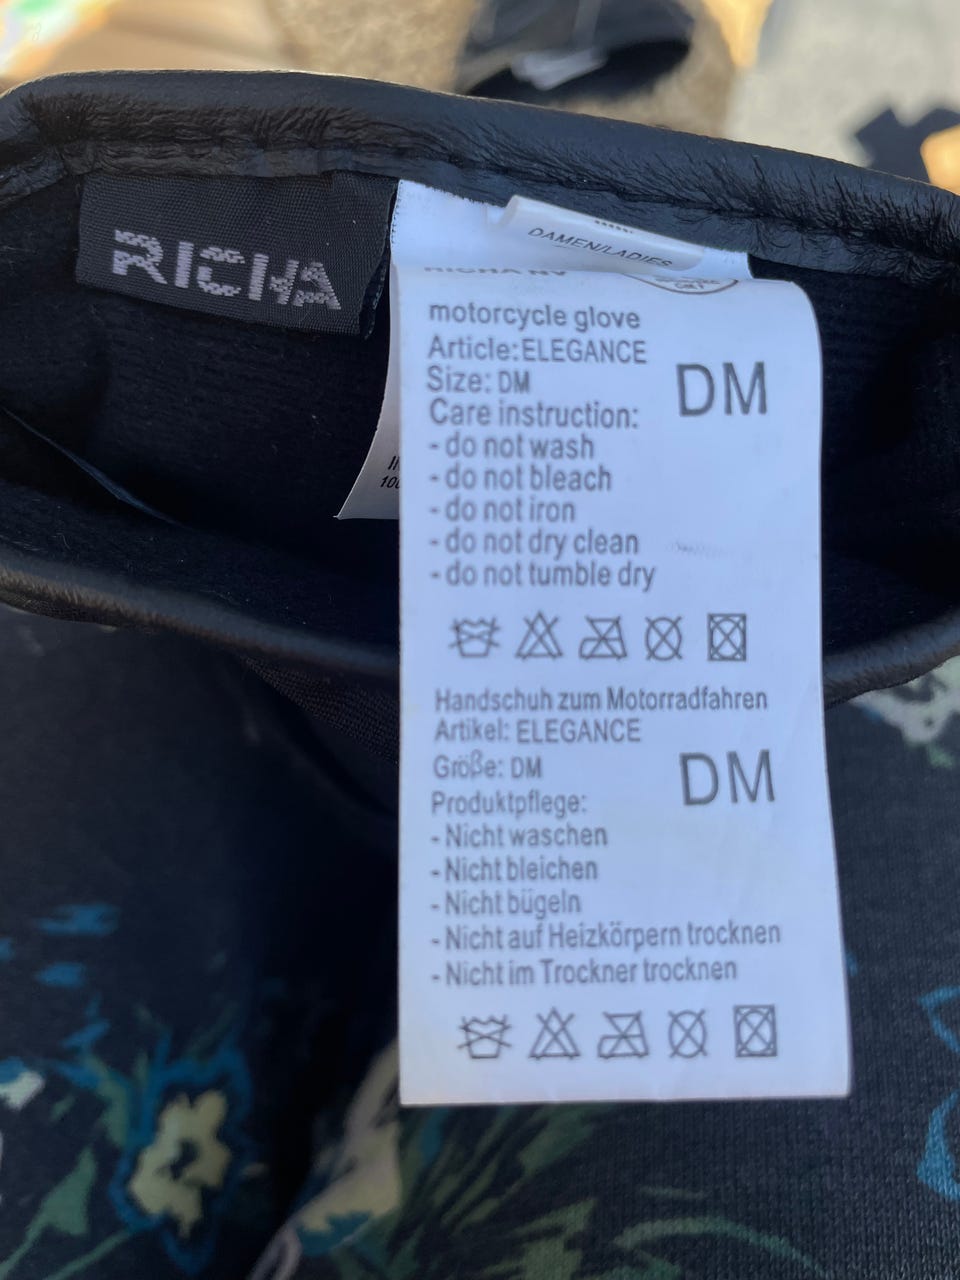 RICHA
DAMEN/LADIES
RICHA NV
motorcycle glove
Article:ELEGANCE
Size: DM
DM
Care instruction:
- do not wash
- do not bleach
- do not iron
- do not dry clean
- do not tumble dry
Handschuh zum Motorradfahren
Artikel: ELEGANCE
Größe: DM
DM
Produktpflege:
- Nicht waschen
- Nicht bleichen
- Nicht bügeln
- Nicht auf Heizkörpern trocknen
- Nicht im Trockner trocknen